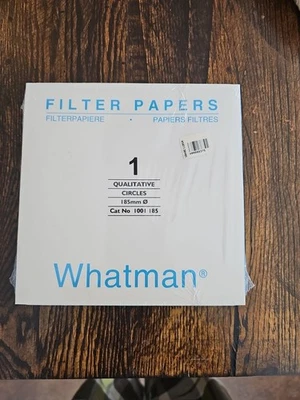 FILTER PAPERS
FILTERPAPIERE • PAPIERS FILTRES
1
QUALITATIVE
CIRCLES
185mm Ø
Cat No 1001 185
Whatman®